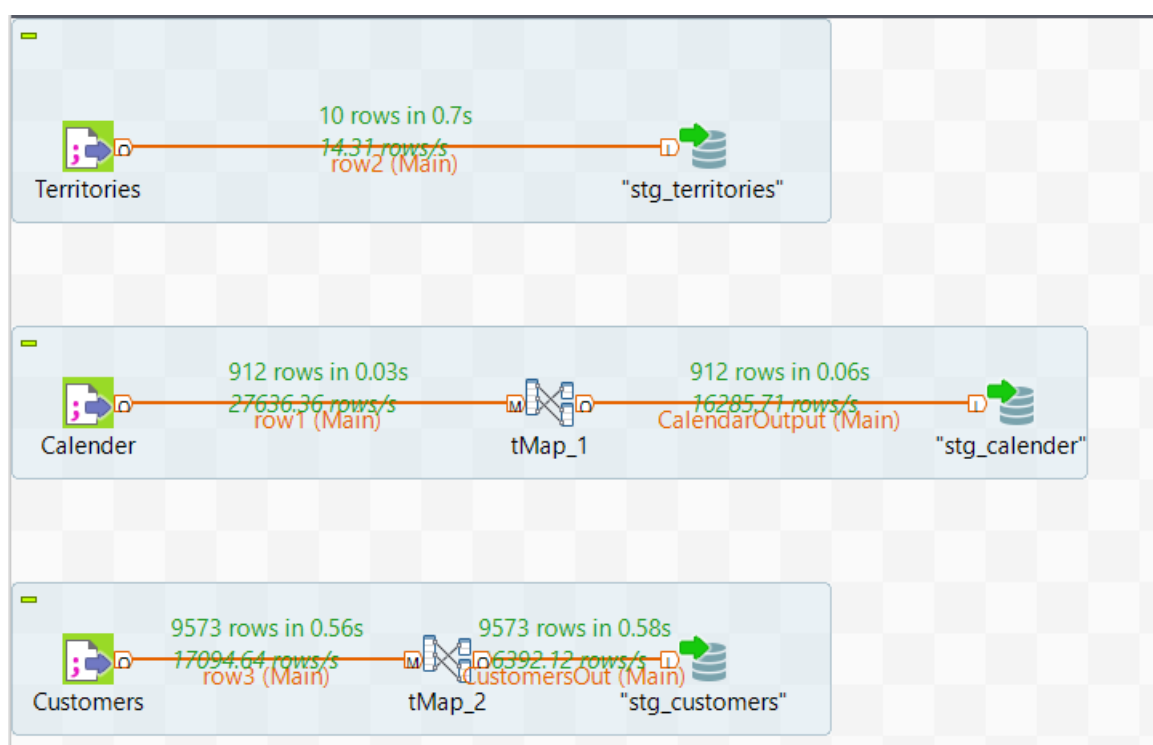 10 rows in 0.7s
14.31 rows/s
row2 (Main)
Territories
"stg_territories"
912 rows in 0.03s
27636.36 rows/s
row1 (Main)
912 rows in 0.06s
16285.71 rows/s
CalendarOutput (Main)
Calender
tMap_1
"stg_calender"
9573 rows in 0.56s
17094.64 rows/s
row3 (Main)
9573 rows in 0.58s
CustomersOut (Main)
Customers
tMap_2
"stg_customers"